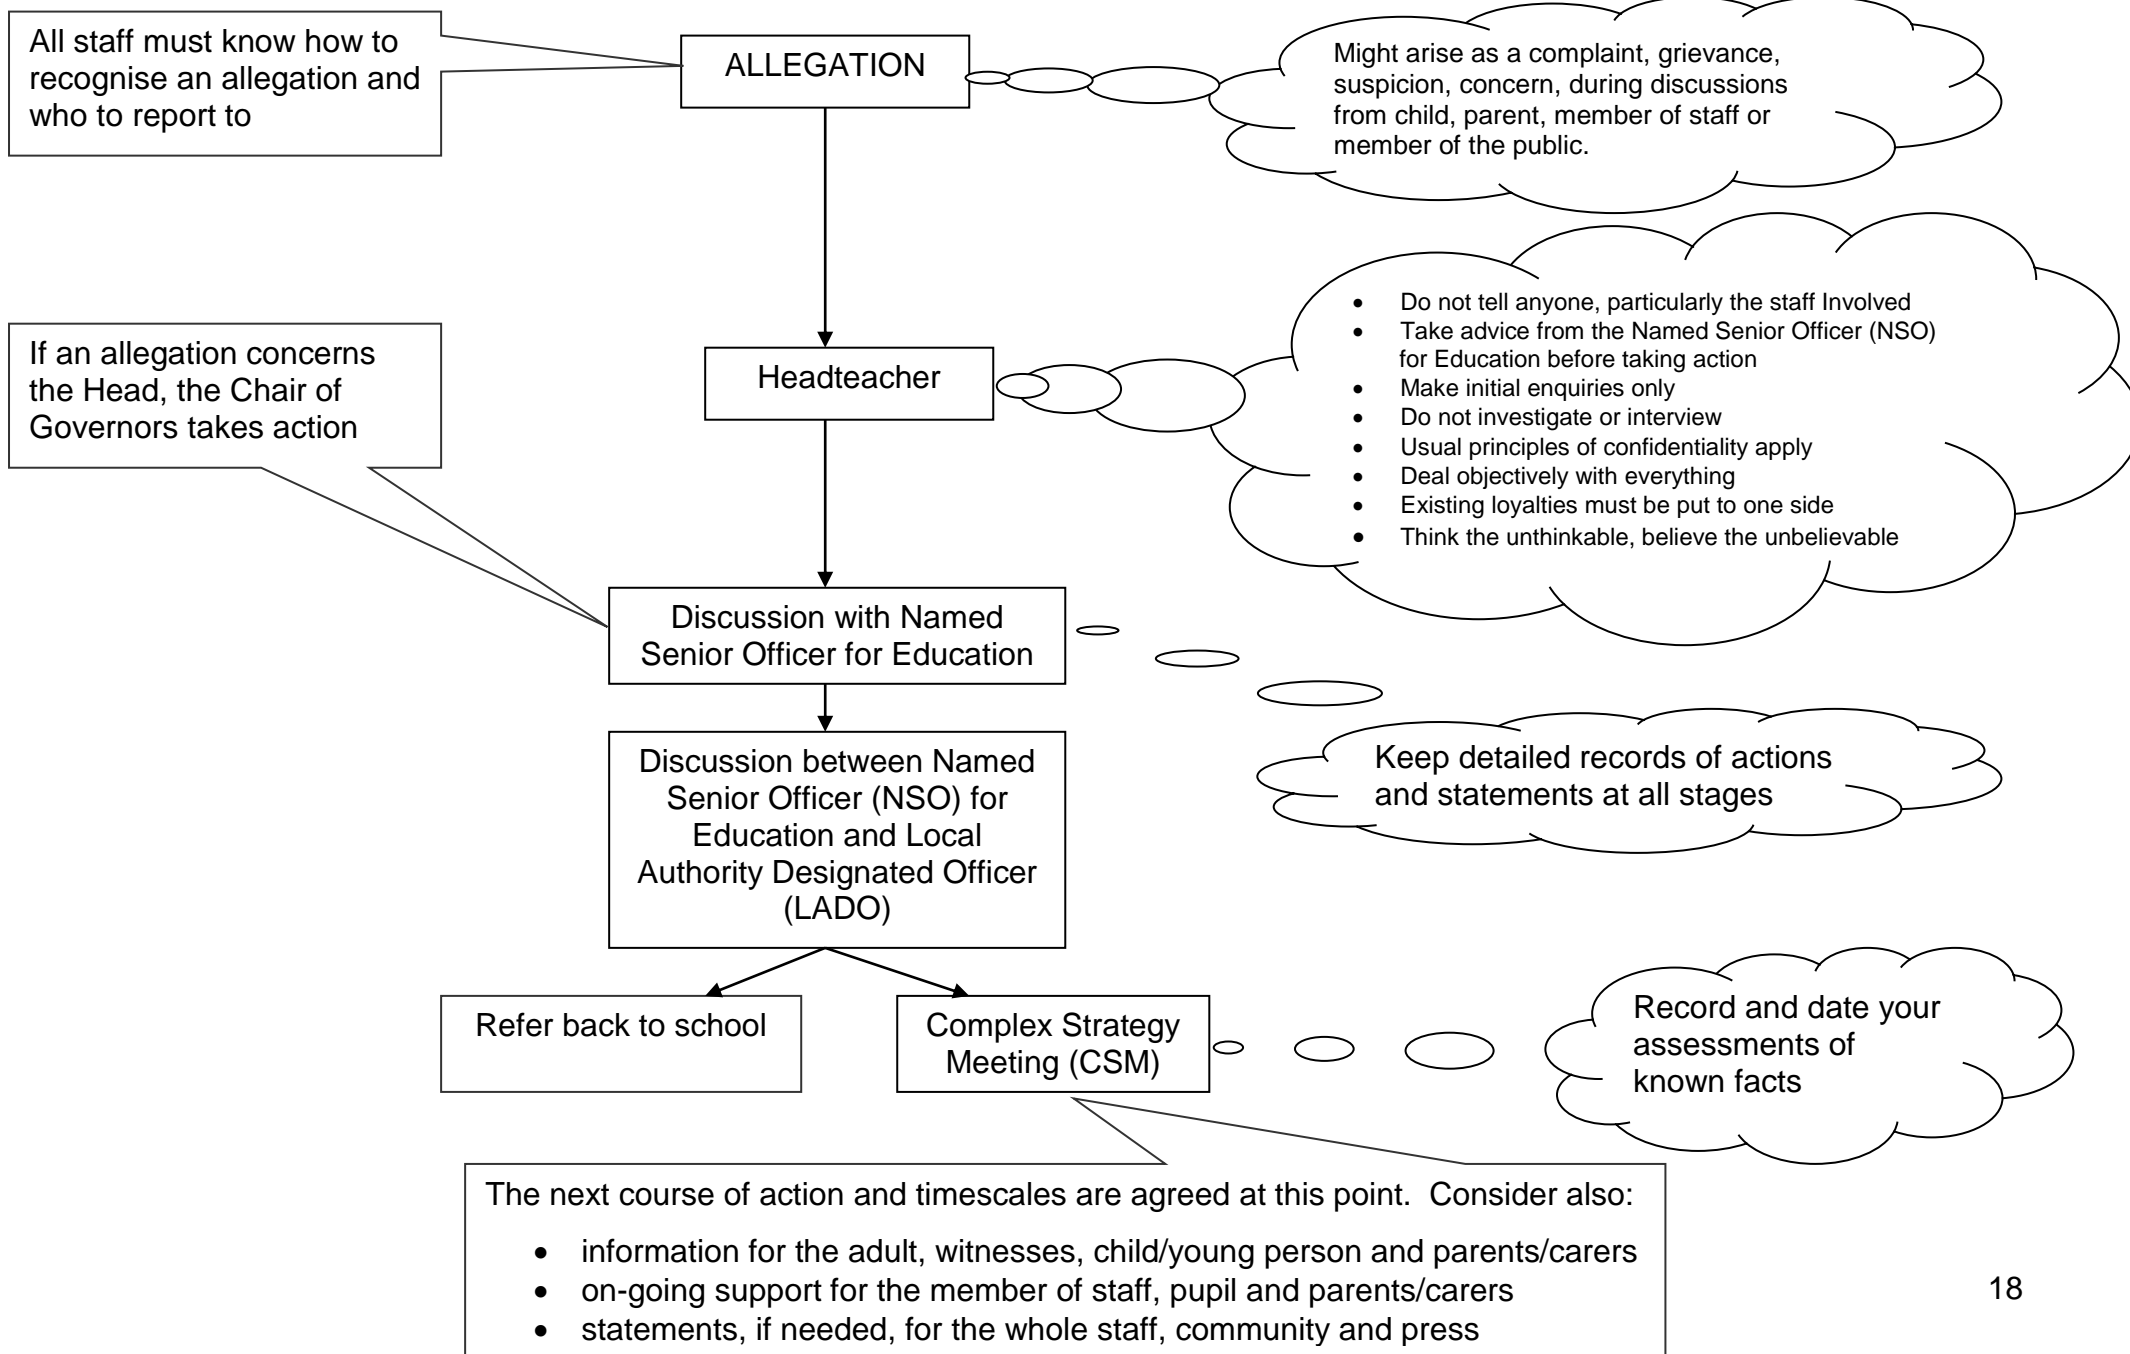 All staff must know how to
recognise an allegation and
who to report to
ALLEGATION
Might arise as a complaint, grievance,
suspicion, concern, during discussions
from child, parent, member of staff or
member of the public.
If an allegation concerns
the Head, the Chair of
Governors takes action
Headteacher
• Do not tell anyone, particularly the staff Involved
• Take advice from the Named Senior Officer (NSO)
for Education before taking action
• Make initial enquiries only
• Do not investigate or interview
• Usual principles of confidentiality apply
• Deal objectively with everything
• Existing loyalties must be put to one side
• Think the unthinkable, believe the unbelievable
Discussion with Named
Senior Officer for Education
Keep detailed records of actions
and statements at all stages
Discussion between Named
Senior Officer (NSO) for
Education and Local
Authority Designated Officer
(LADO)
Refer back to school
Complex Strategy
Meeting (CSM)
Record and date your
assessments of
known facts
The next course of action and timescales are agreed at this point.  Consider also:
• information for the adult, witnesses, child/young person and parents/carers
• on-going support for the member of staff, pupil and parents/carers
• statements, if needed, for the whole staff, community and press
18